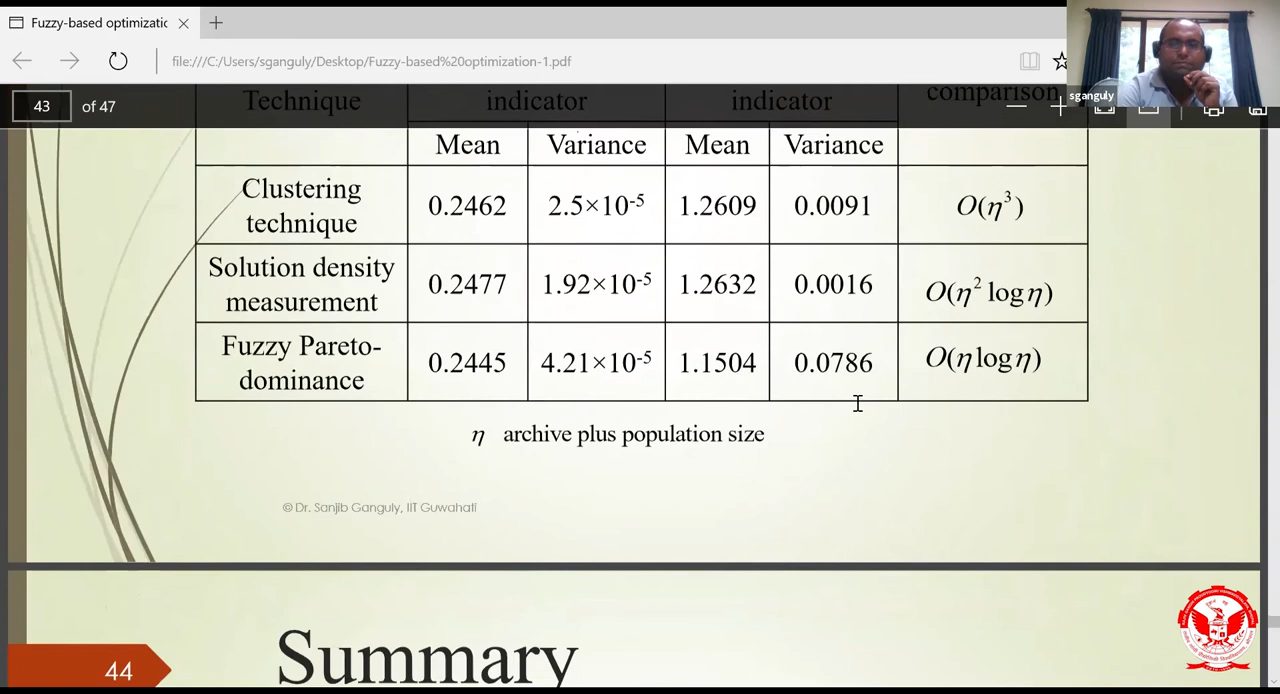 Fuzzy-based optimizatic
file:///C:/Users/sganguly/Desktop/Fuzzy-based%20optimization-1.pdf
sganguly
43 of 47
Technique indicator indicator comparison
Mean Variance Mean Variance
Clustering technique 0.2462 2.5×10⁻⁵ 1.2609 0.0091 O(η³)
Solution density measurement 0.2477 1.92×10⁻⁵ 1.2632 0.0016 O(η² log η)
Fuzzy Pareto-dominance 0.2445 4.21×10⁻⁵ 1.1504 0.0786 O(η log η)
η archive plus population size
© Dr. Sanjib Ganguly, IIT Guwahati
44
Summary